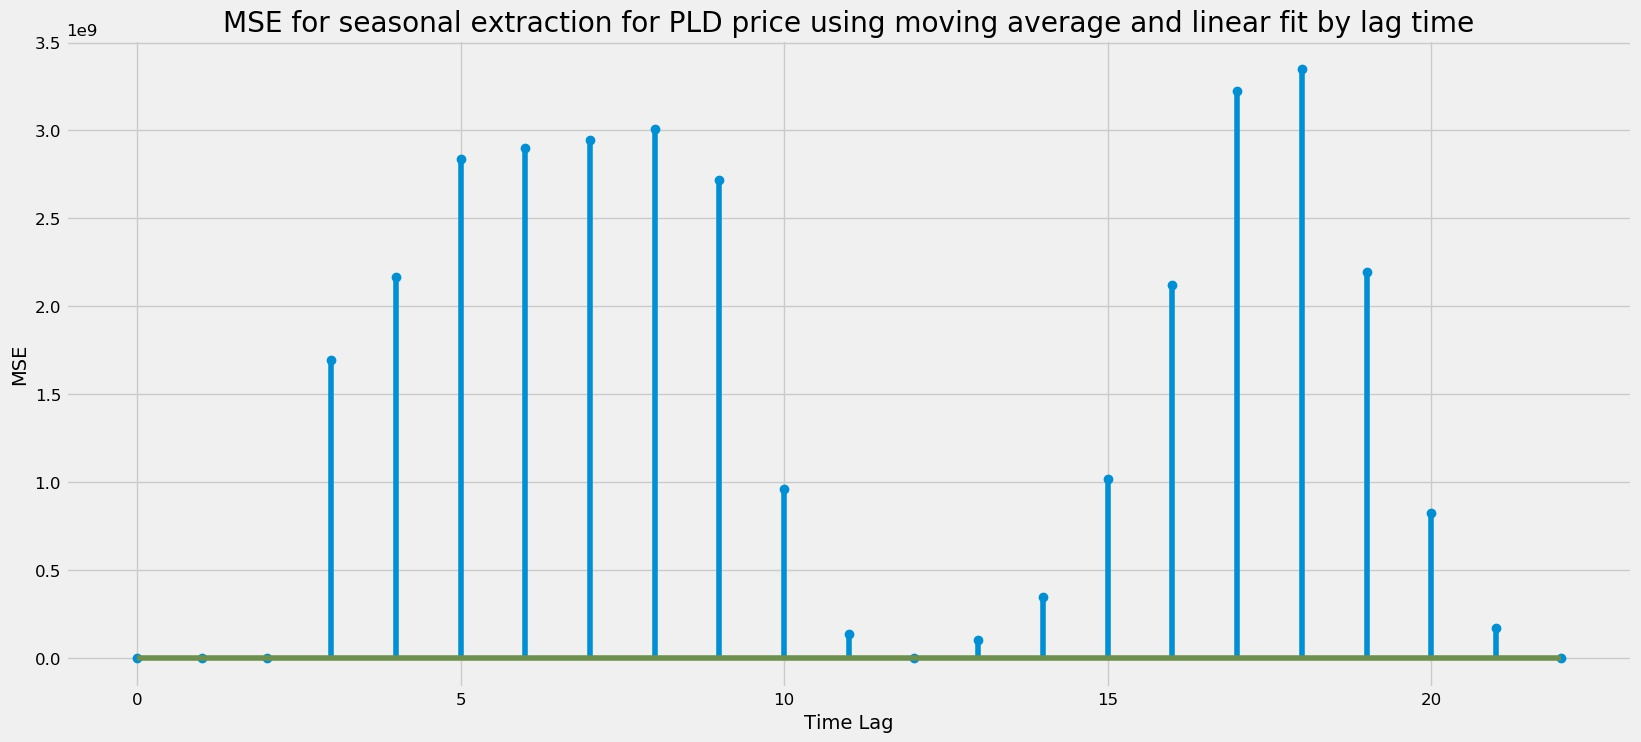 MSE for seasonal extraction for PLD price using moving average and linear fit by lag time
1e9
3.5
3.0
2.5
2.0
1.5
1.0
0.5
0.0
MSE
0 5 10 15 20
Time Lag